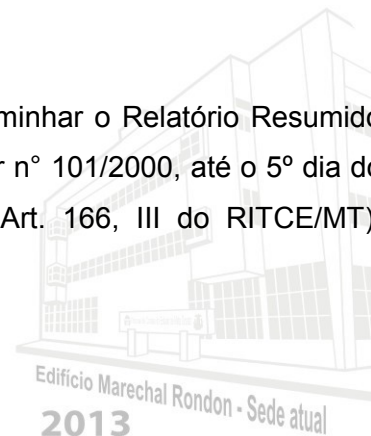 minhar o Relatório Resumido
r n° 101/2000, até o 5º dia do
Art. 166, III do RITCE/MT)
Edifício Marechal Rondon - Sede atual
2013